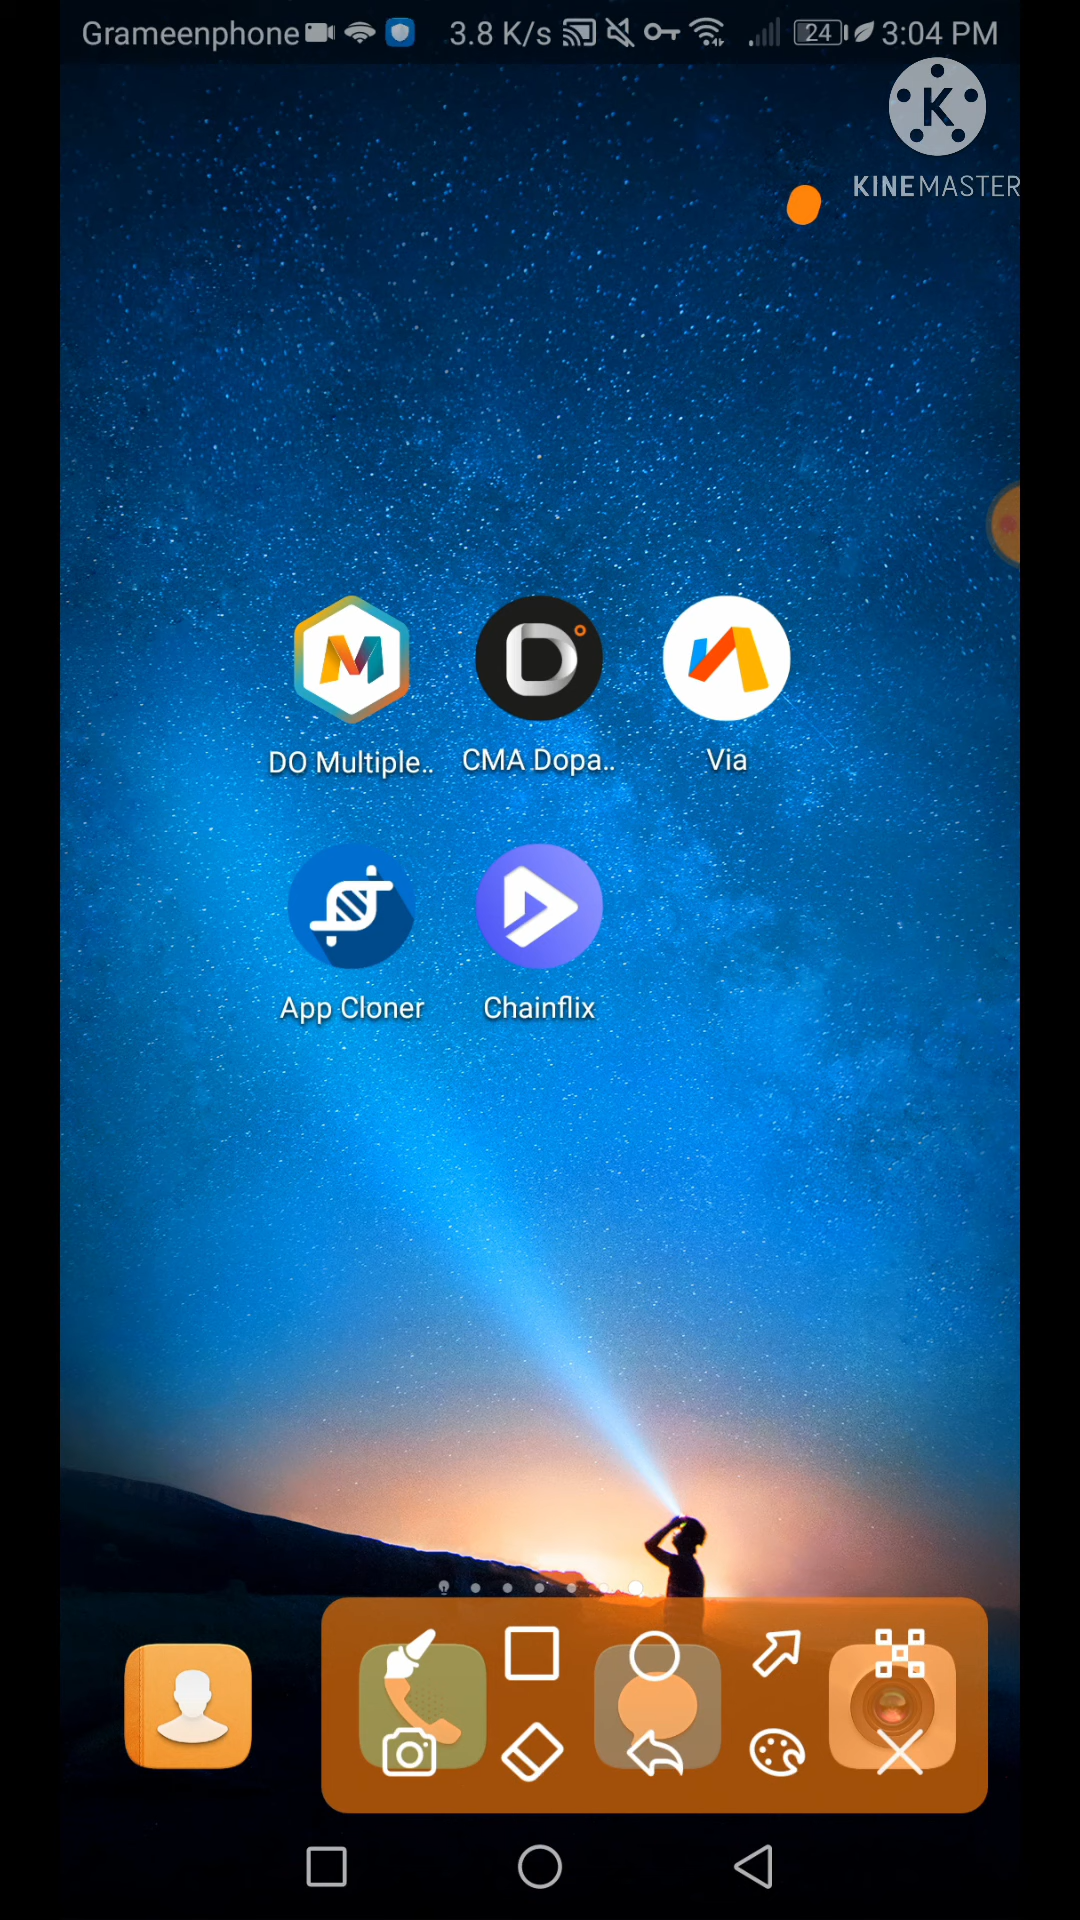 Grameenphone 3.8 K/s 24 3:04 PM
K
KINEMASTER
DO Multiple.. CMA Dopa.. Via
App Cloner Chainflix